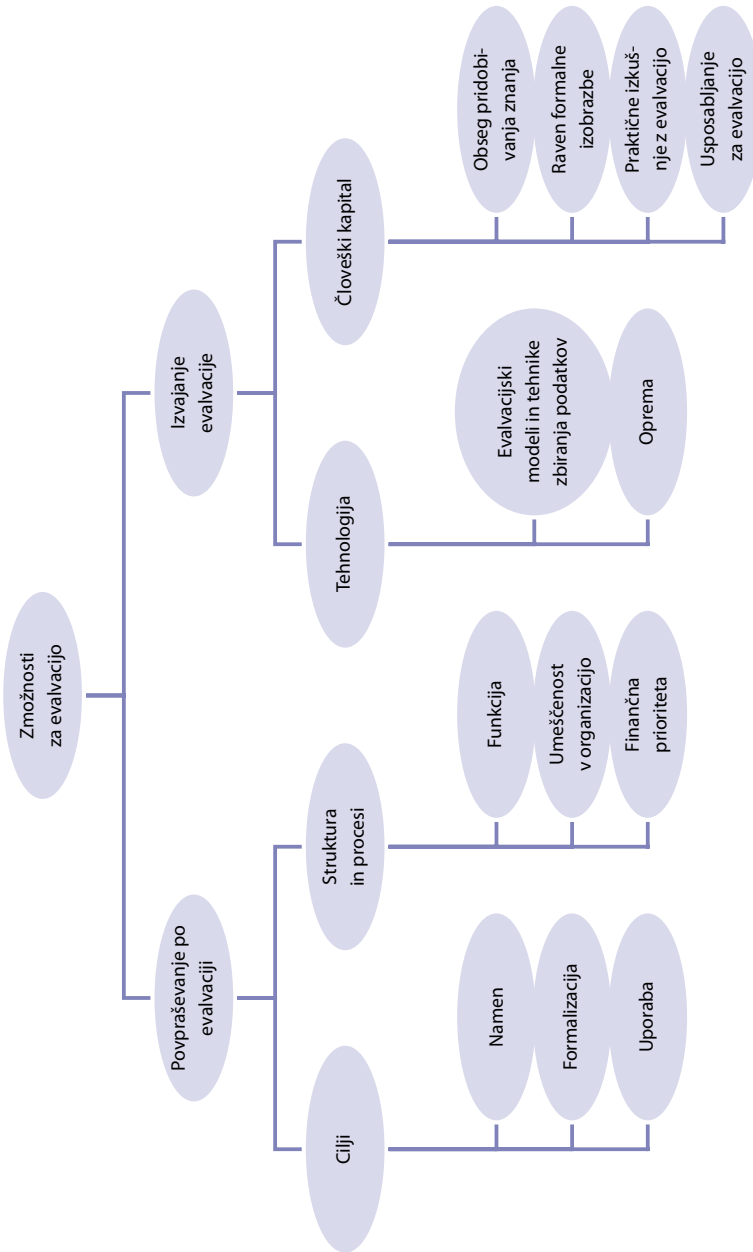 Zmožnosti
za evalvacijo
Povpraševanje po
evalvaciji
Izvajanje
evalvacije
Cilji
Struktura
in procesi
Tehnologija
Človeški kapital
Namen
Formalizacija
Uporaba
Funkcija
Umeščenost
v organizacijo
Finančna
prioriteta
Evalvacijski
modeli in tehnike
zbiranja podatkov
Oprema
Obseg pridobi-
vanja znanja
Raven formalne
izobrazbe
Praktične izkuš-
nje z evalvacijo
Usposabljanje
za evalvacijo